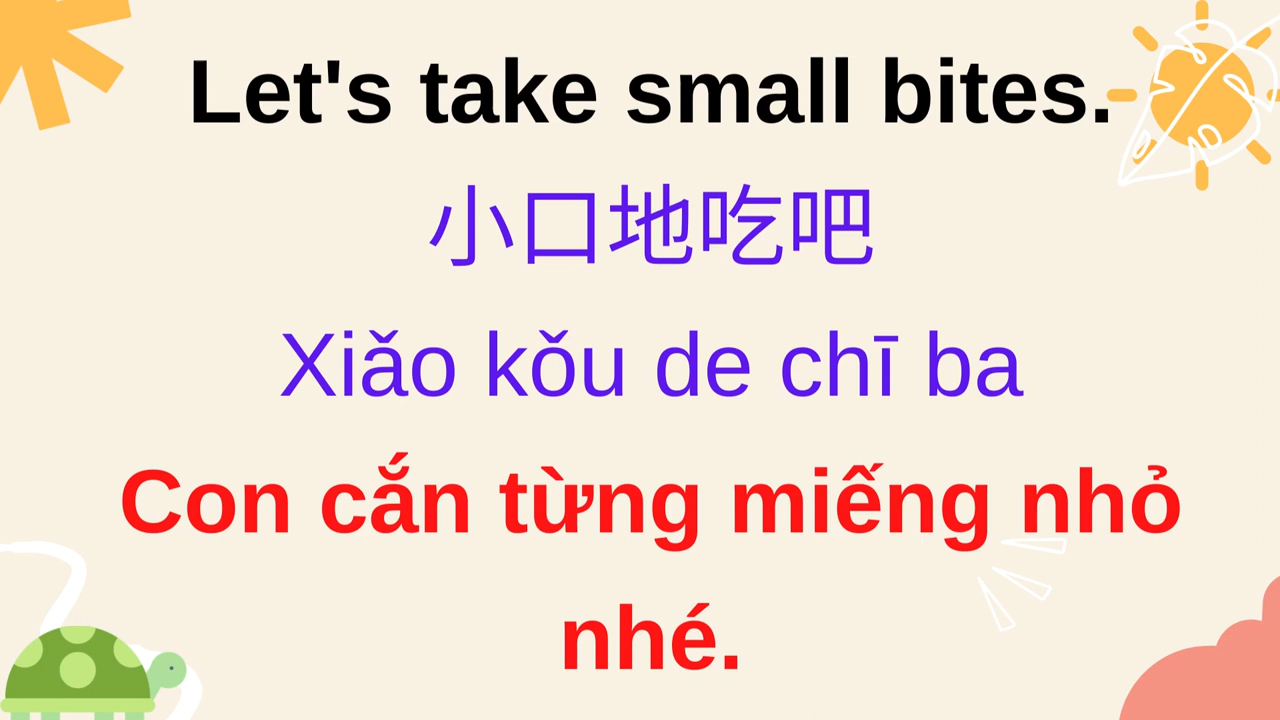 Let's take small bites.
小口地吃吧
Xiǎo kǒu de chī ba
Con cắn từng miếng nhỏ
nhé.